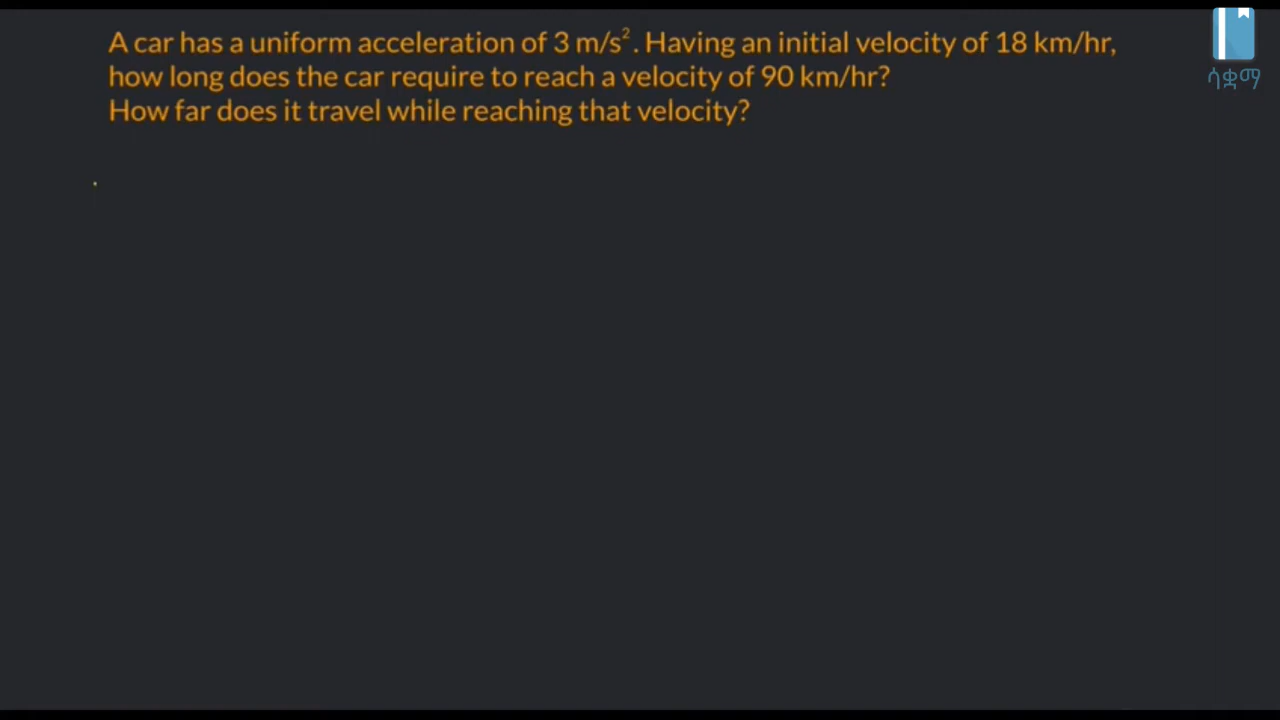 A car has a uniform acceleration of 3 m/s². Having an initial velocity of 18 km/hr,
how long does the car require to reach a velocity of 90 km/hr?
How far does it travel while reaching that velocity?
ሳቋማ